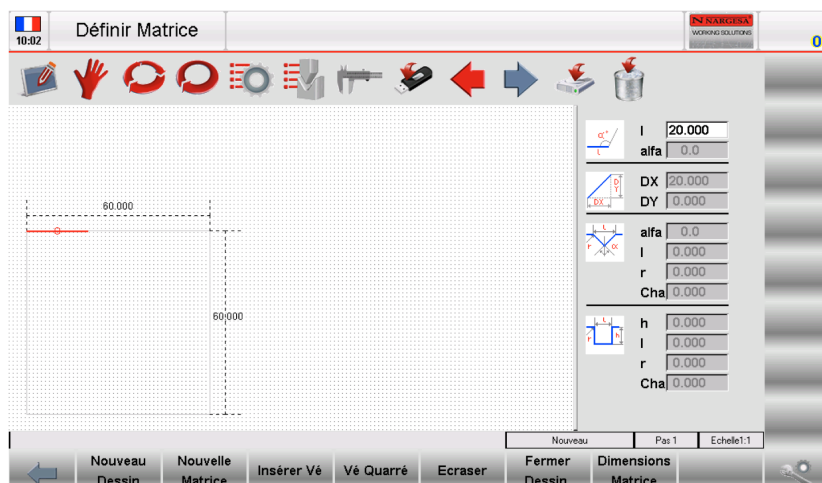 10:02
Définir Matrice
N NARGESA
WORKING SOLUTIONS
0
60.000
60.000
α°
l
l 20.000
alfa 0.0
DY
DX
DX 20.000
DY 0.000
L
r α
alfa 0.0
l 0.000
r 0.000
Cha 0.000
L
r h
h 0.000
l 0.000
r 0.000
Cha 0.000
Nouveau
Pas 1
Echelle1:1
Nouveau Dessin
Nouvelle Matrice
Insérer Vé
Vé Quarré
Ecraser
Fermer Dessin
Dimensions Matrice